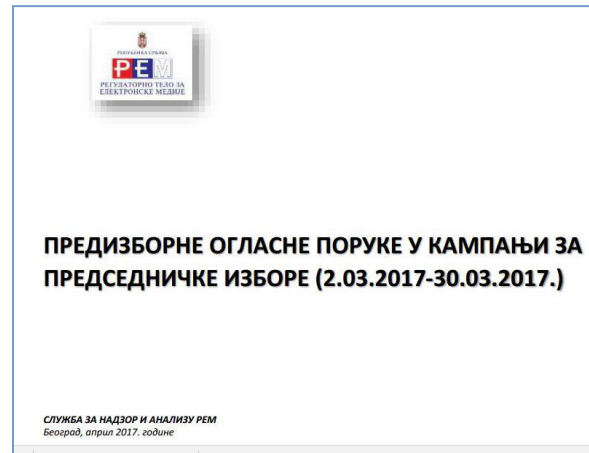 РЕПУБЛИКА СРБИЈА
РЕМ
РЕГУЛАТОРНО ТЕЛО ЗА
ЕЛЕКТРОНСКЕ МЕДИЈЕ
ПРЕДИЗБОРНЕ ОГЛАСНЕ ПОРУКЕ У КАМПАЊИ ЗА
ПРЕДСЕДНИЧКЕ ИЗБОРЕ (2.03.2017-30.03.2017.)
СЛУЖБА ЗА НАДЗОР И АНАЛИЗУ РЕМ
Београд, април 2017. године